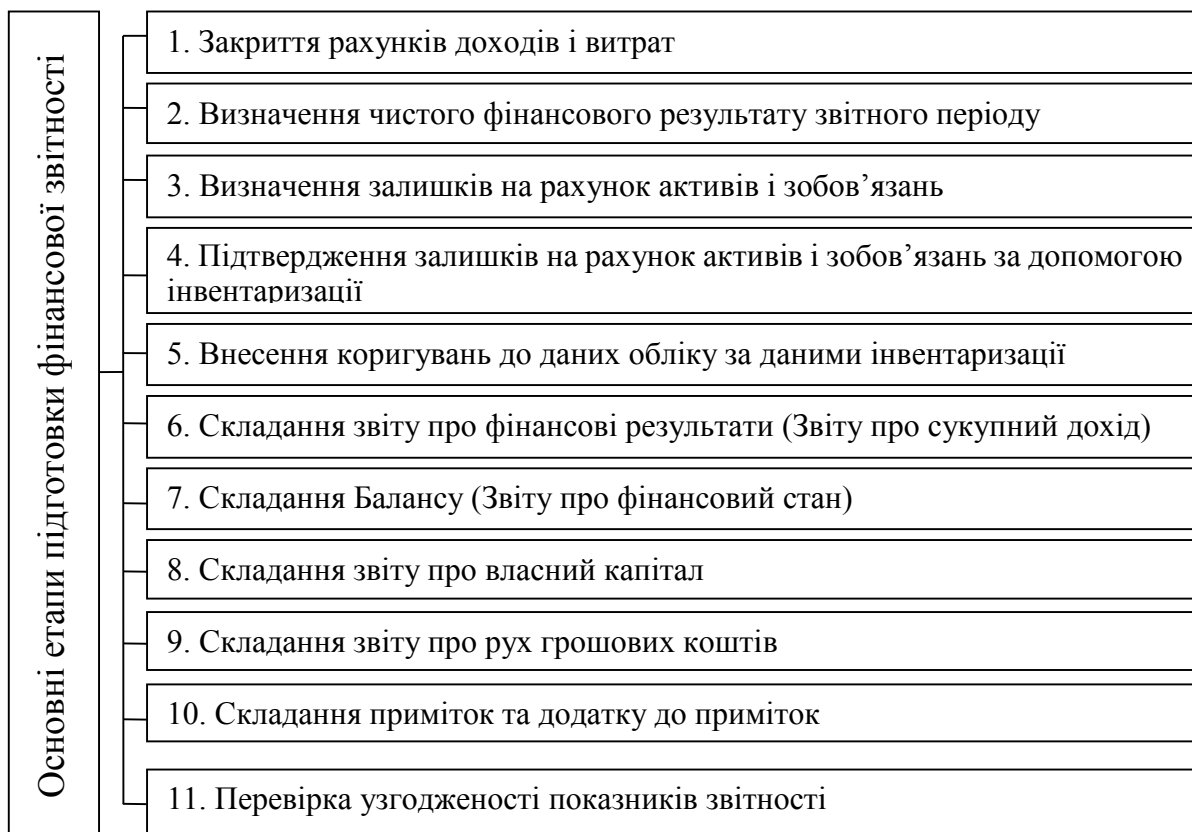 Основні етапи підготовки фінансової звітності
1. Закриття рахунків доходів і витрат
2. Визначення чистого фінансового результату звітного періоду
3. Визначення залишків на рахунок активів і зобов’язань
4. Підтвердження залишків на рахунок активів і зобов’язань за допомогою
інвентаризації
5. Внесення коригувань до даних обліку за даними інвентаризації
6. Складання звіту про фінансові результати (Звіту про сукупний дохід)
7. Складання Балансу (Звіту про фінансовий стан)
8. Складання звіту про власний капітал
9. Складання звіту про рух грошових коштів
10. Складання приміток та додатку до приміток
11. Перевірка узгодженості показників звітності